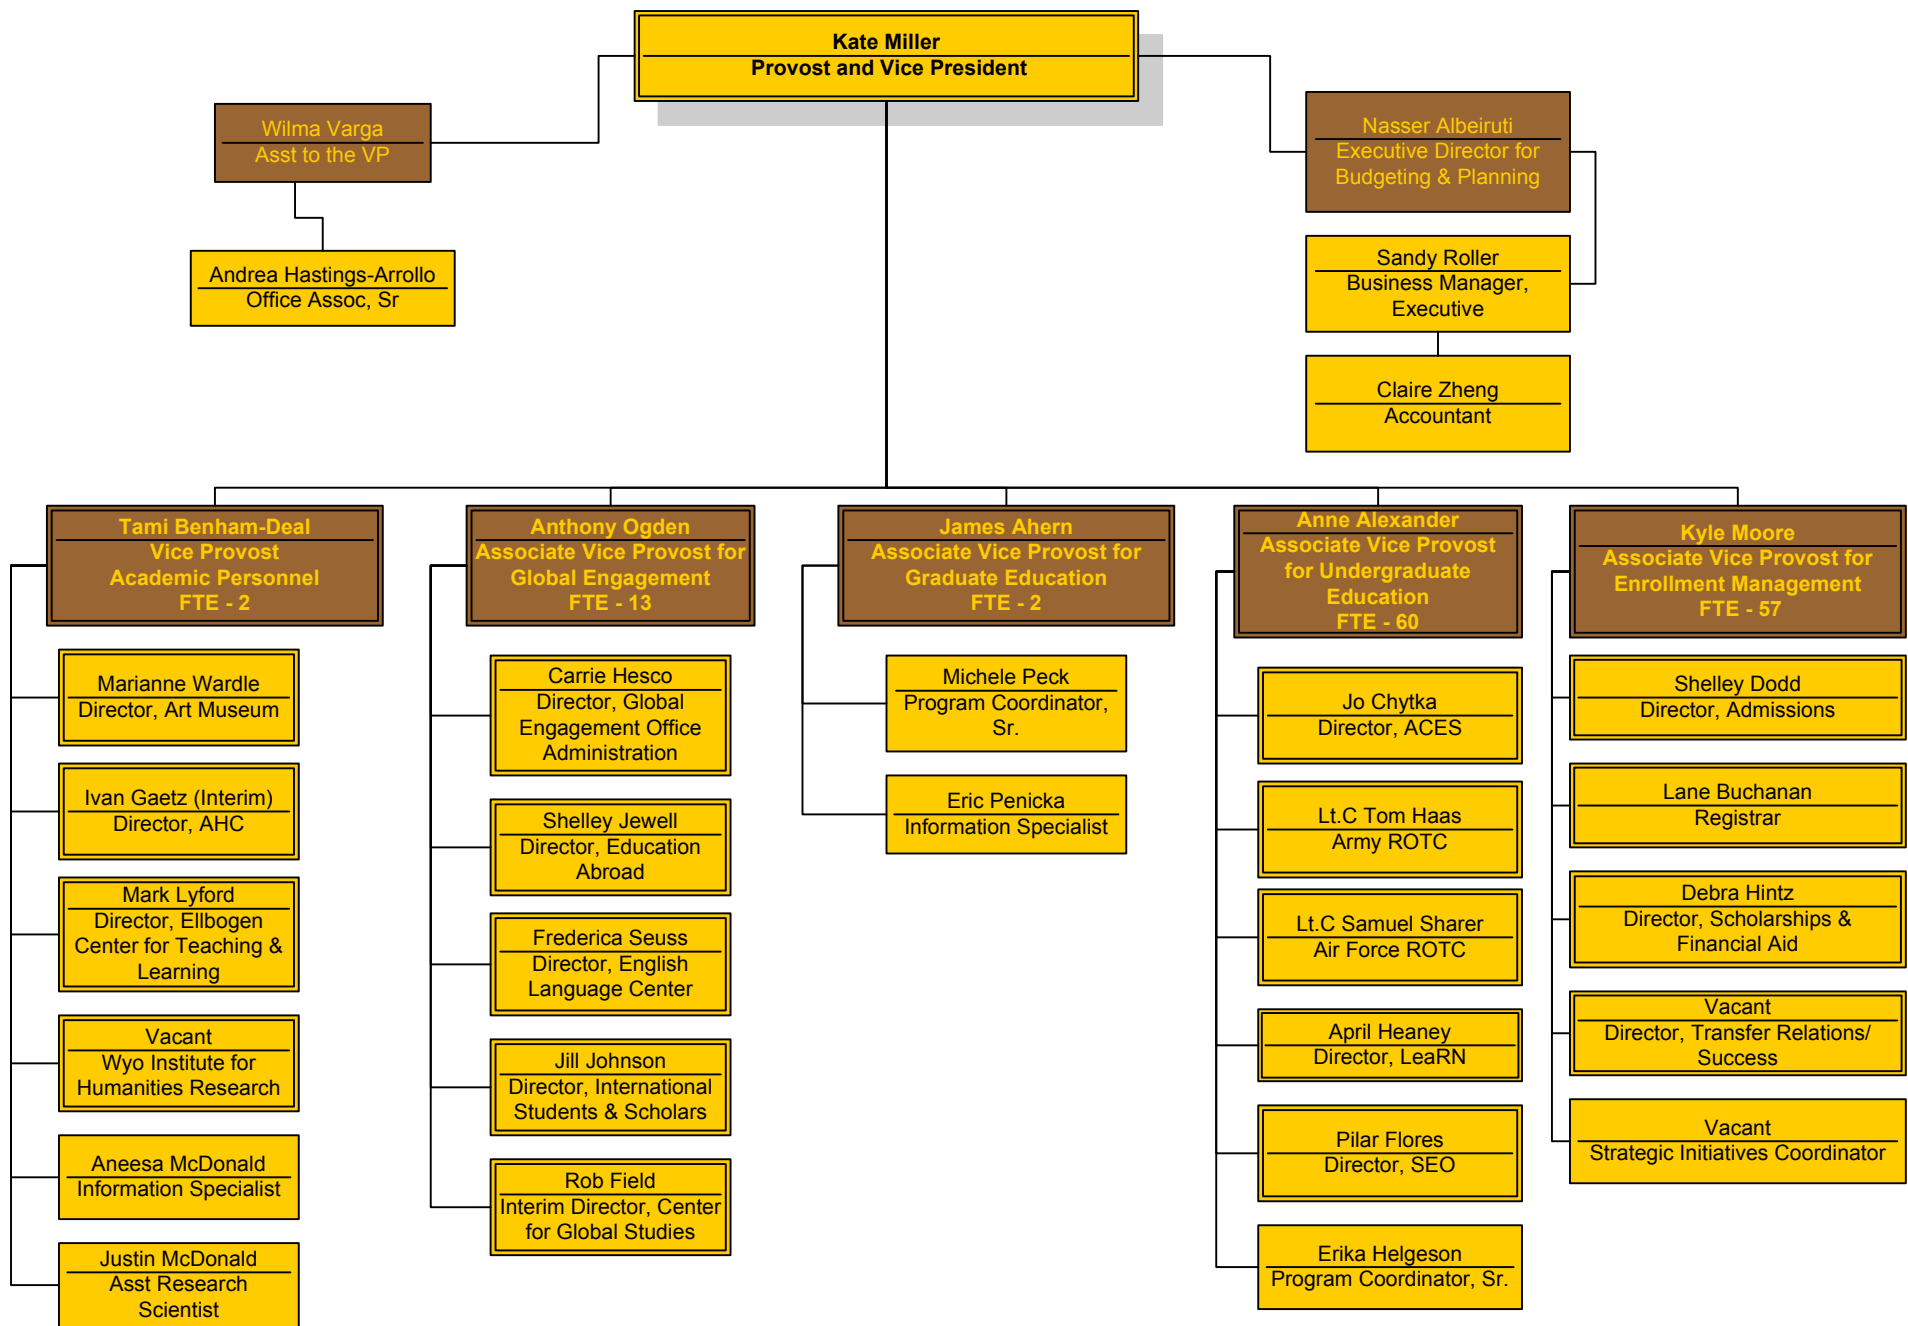 Kate Miller
Provost and Vice President
Wilma Varga
Asst to the VP
Andrea Hastings-Arrollo
Office Assoc, Sr
Nasser Albeiruti
Executive Director for
Budgeting & Planning
Sandy Roller
Business Manager,
Executive
Claire Zheng
Accountant
Tami Benham-Deal
Vice Provost
Academic Personnel
FTE - 2
Marianne Wardle
Director, Art Museum
Ivan Gaetz (Interim)
Director, AHC
Mark Lyford
Director, Ellbogen
Center for Teaching &
Learning
Vacant
Wyo Institute for
Humanities Research
Aneesa McDonald
Information Specialist
Justin McDonald
Asst Research
Scientist
Anthony Ogden
Associate Vice Provost for
Global Engagement
FTE - 13
Carrie Hesco
Director, Global
Engagement Office
Administration
Shelley Jewell
Director, Education
Abroad
Frederica Seuss
Director, English
Language Center
Jill Johnson
Director, International
Students & Scholars
Rob Field
Interim Director, Center
for Global Studies
James Ahern
Associate Vice Provost for
Graduate Education
FTE - 2
Michele Peck
Program Coordinator,
Sr.
Eric Penicka
Information Specialist
Anne Alexander
Associate Vice Provost
for Undergraduate
Education
FTE - 60
Jo Chytka
Director, ACES
Lt.C Tom Haas
Army ROTC
Lt.C Samuel Sharer
Air Force ROTC
April Heaney
Director, LeaRN
Pilar Flores
Director, SEO
Erika Helgeson
Program Coordinator, Sr.
Kyle Moore
Associate Vice Provost for
Enrollment Management
FTE - 57
Shelley Dodd
Director, Admissions
Lane Buchanan
Registrar
Debra Hintz
Director, Scholarships &
Financial Aid
Vacant
Director, Transfer Relations/
Success
Vacant
Strategic Initiatives Coordinator